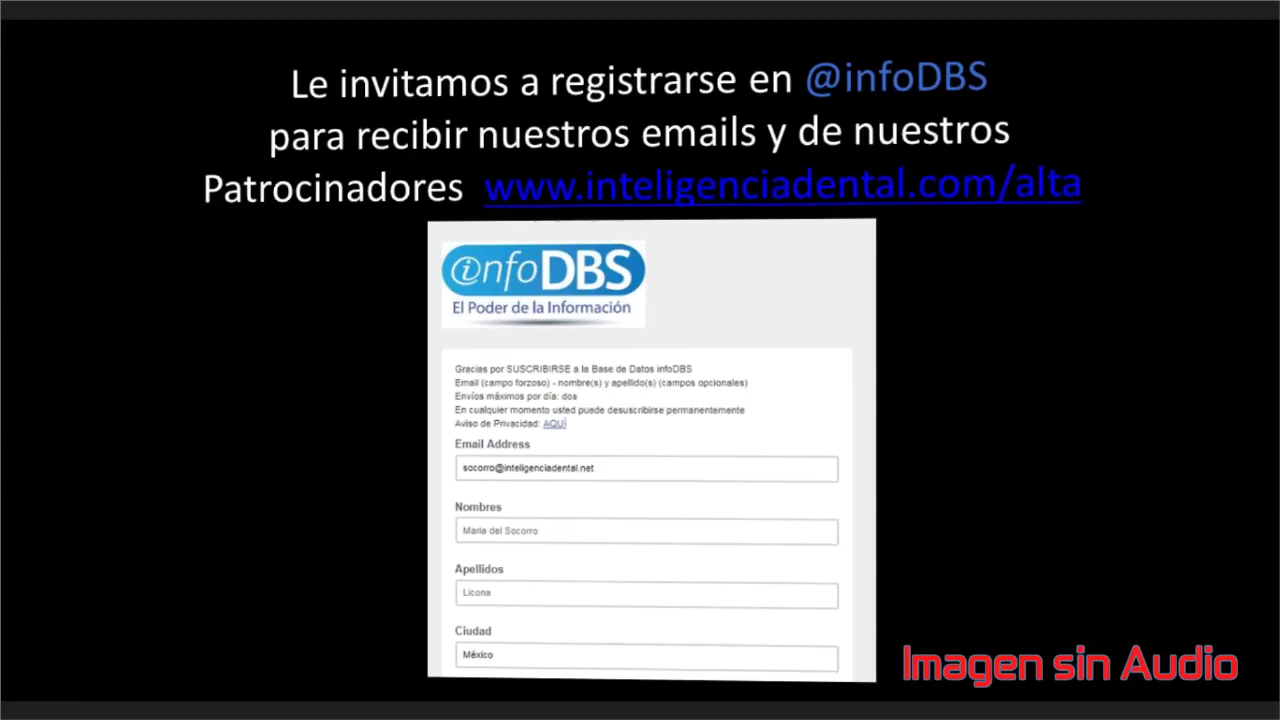 Le invitamos a registrarse en @infoDBS
para recibir nuestros emails y de nuestros
Patrocinadores www.inteligenciadental.com/alta
infoDBS
El Poder de la Información
Gracias por SUSCRIBIRSE a la Base de Datos infoDBS
Email (campo forzoso) - nombre(s) y apellido(s) (campos opcionales)
Envíos máximos por día: dos
En cualquier momento usted puede desuscribirse permanentemente
Aviso de Privacidad: AQUÍ
Email Address
socorro@inteligenciadental.net
Nombres
Maria del Socorro
Apellidos
Licona
Ciudad
México
Imagen sin Audio